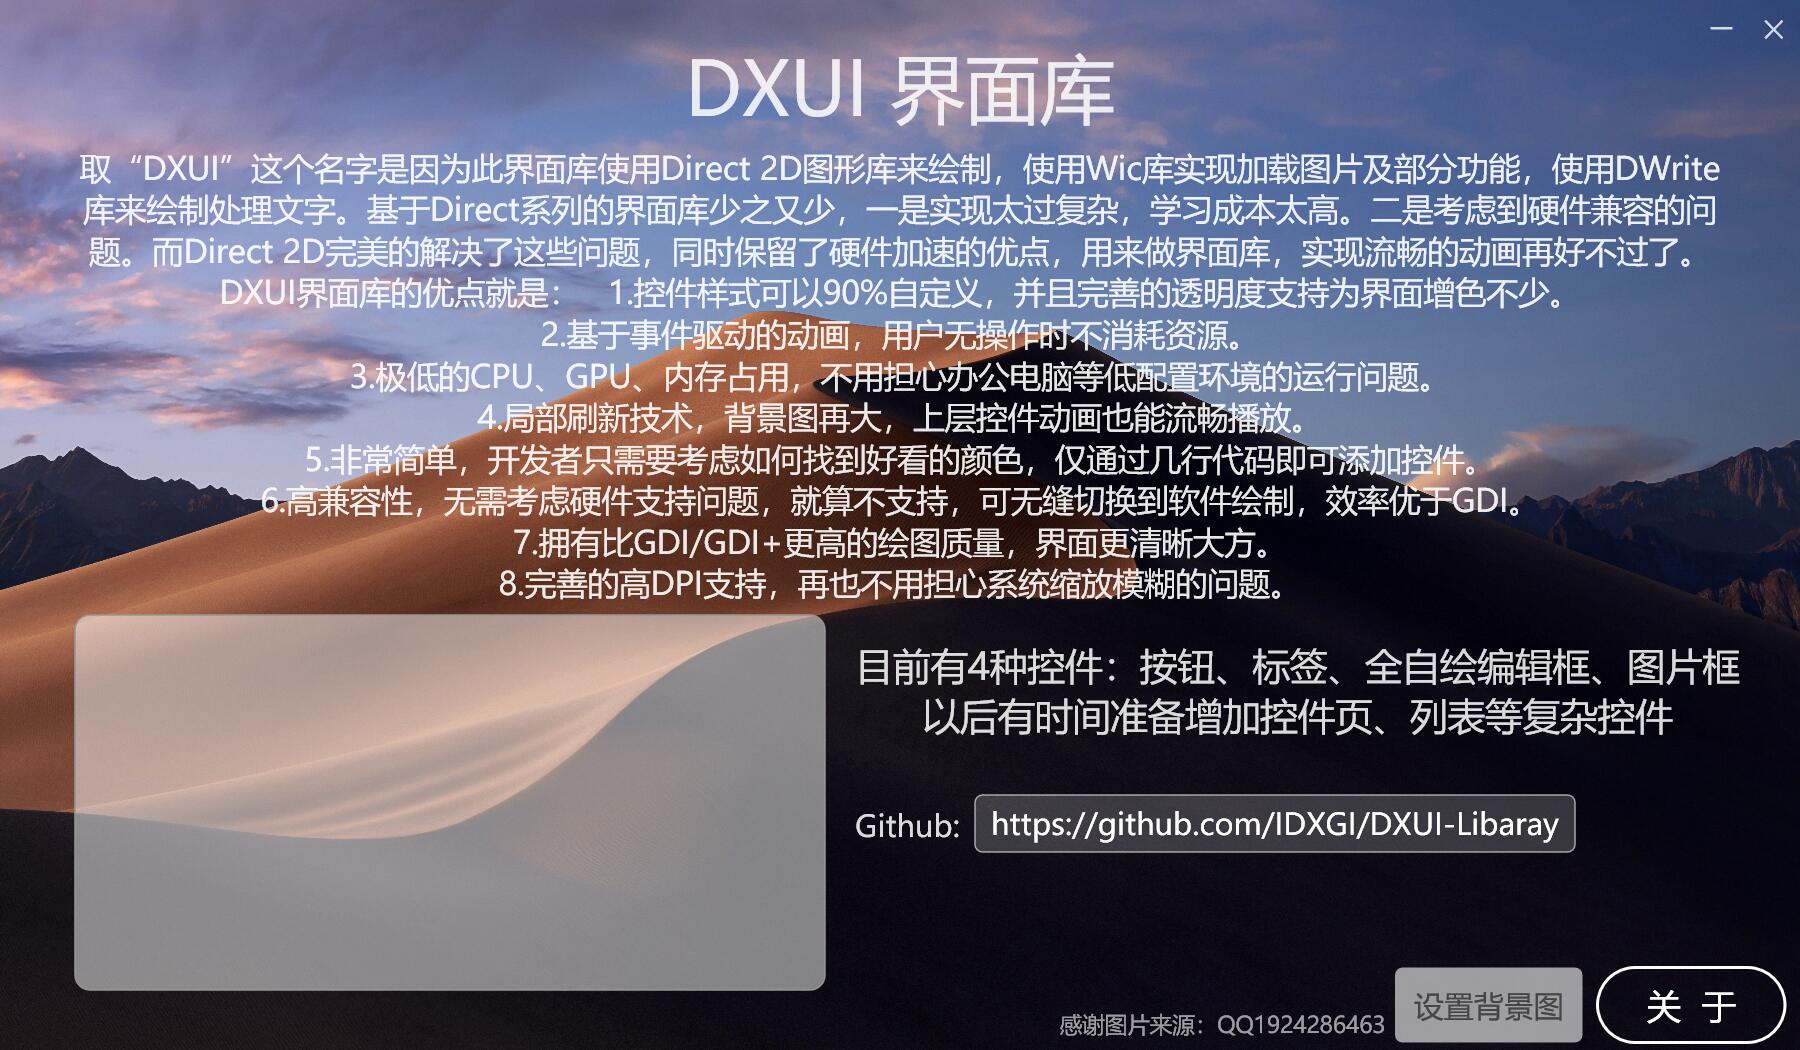 DXUI 界面库
取“DXUI”这个名字是因为此界面库使用Direct 2D图形库来绘制，使用Wic库实现加载图片及部分功能，使用DWrite
库来绘制处理文字。基于Direct系列的界面库少之又少，一是实现太过复杂，学习成本太高。二是考虑到硬件兼容的问
题。而Direct 2D完美的解决了这些问题，同时保留了硬件加速的优点，用来做界面库，实现流畅的动画再好不过了。
DXUI界面库的优点就是： 1.控件样式可以90%自定义，并且完善的透明度支持为界面增色不少。
2.基于事件驱动的动画，用户无操作时不消耗资源。
3.极低的CPU、GPU、内存占用，不用担心办公电脑等低配置环境的运行问题。
4.局部刷新技术，背景图再大，上层控件动画也能流畅播放。
5.非常简单，开发者只需要考虑如何找到好看的颜色，仅通过几行代码即可添加控件。
6.高兼容性，无需考虑硬件支持问题，就算不支持，可无缝切换到软件绘制，效率优于GDI。
7.拥有比GDI/GDI+更高的绘图质量，界面更清晰大方。
8.完善的高DPI支持，再也不用担心系统缩放模糊的问题。
目前有4种控件：按钮、标签、全自绘编辑框、图片框
以后有时间准备增加控件页、列表等复杂控件
Github: https://github.com/IDXGI/DXUI-Libaray
感谢图片来源：QQ1924286463
设置背景图
关 于